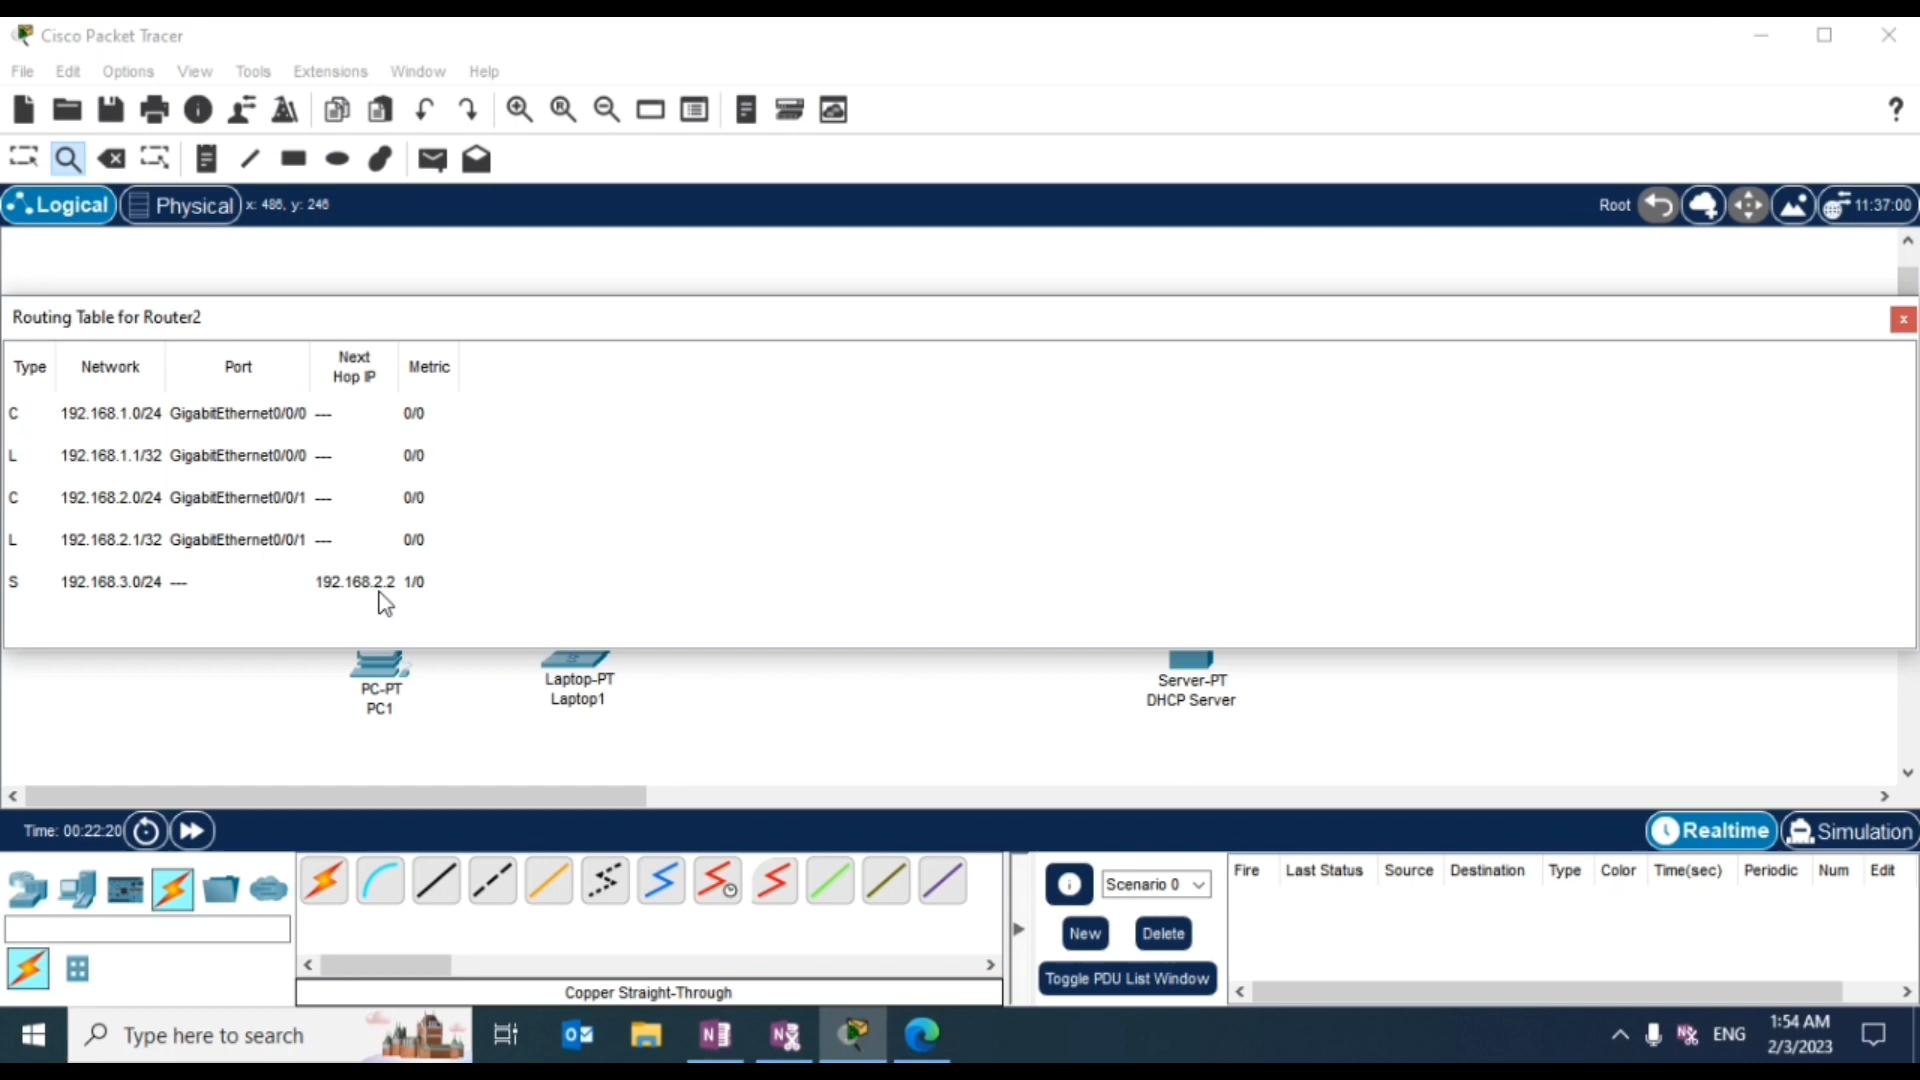 Cisco Packet Tracer
File Edit Options View Tools Extensions Window Help
?
Logical Physical x: 486, y: 246 Root 11:37:00
Routing Table for Router2
Type Network Port Next Hop IP Metric
C 192.168.1.0/24 GigabitEthernet0/0/0 --- 0/0
L 192.168.1.1/32 GigabitEthernet0/0/0 --- 0/0
C 192.168.2.0/24 GigabitEthernet0/0/1 --- 0/0
L 192.168.2.1/32 GigabitEthernet0/0/1 --- 0/0
S 192.168.3.0/24 --- 192.168.2.2 1/0
PC-PT
PC1
Laptop-PT
Laptop1
Server-PT
DHCP Server
Time: 00:22:20 Realtime Simulation
Scenario 0
New Delete
Toggle PDU List Window
Fire Last Status Source Destination Type Color Time(sec) Periodic Num Edit
Copper Straight-Through
Type here to search
ENG
1:54 AM
2/3/2023